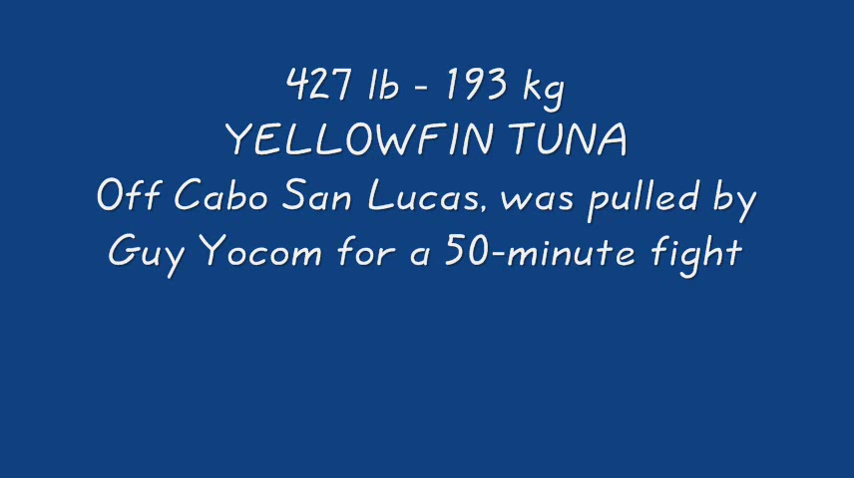 427 lb - 193 kg
YELLOWFIN TUNA
Off Cabo San Lucas, was pulled by
Guy Yocom for a 50-minute fight